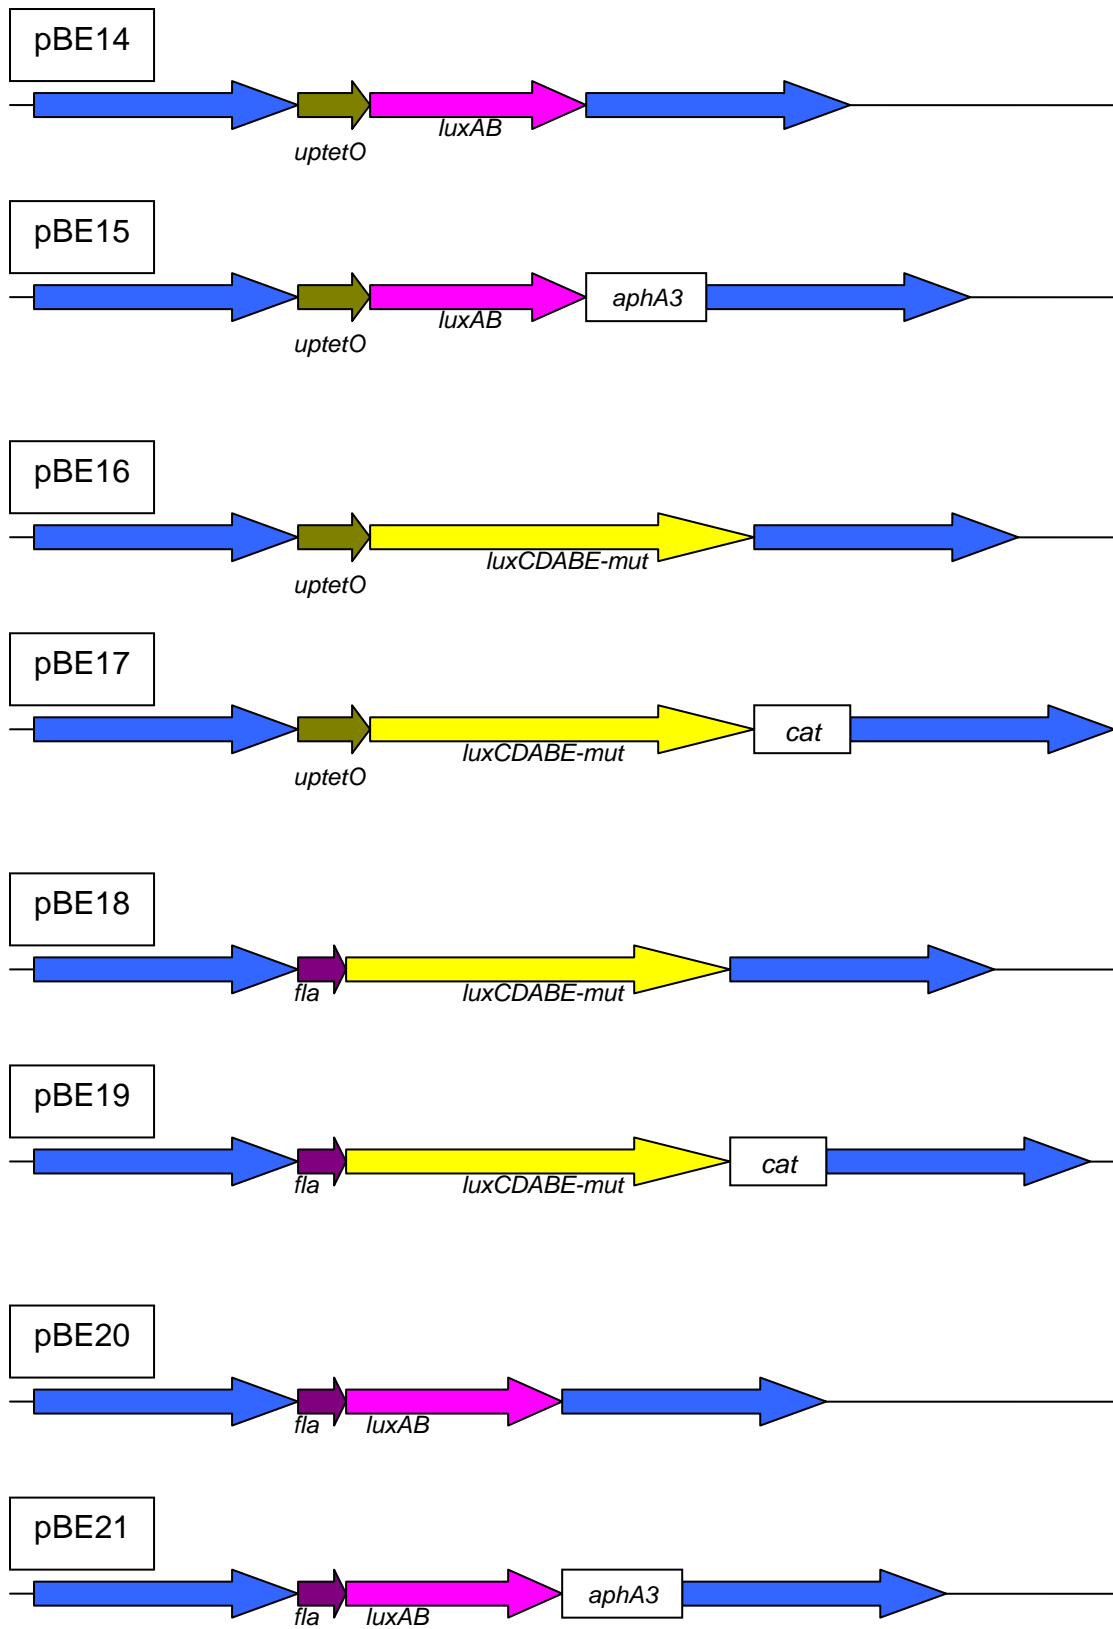 pBE14
luxAB
uptetO
pBE15
aphA3
luxAB
uptetO
pBE16
luxCDABE-mut
uptetO
pBE17
cat
luxCDABE-mut
uptetO
pBE18
fla luxCDABE-mut
pBE19
cat
fla luxCDABE-mut
pBE20
fla luxAB
pBE21
aphA3
fla luxAB